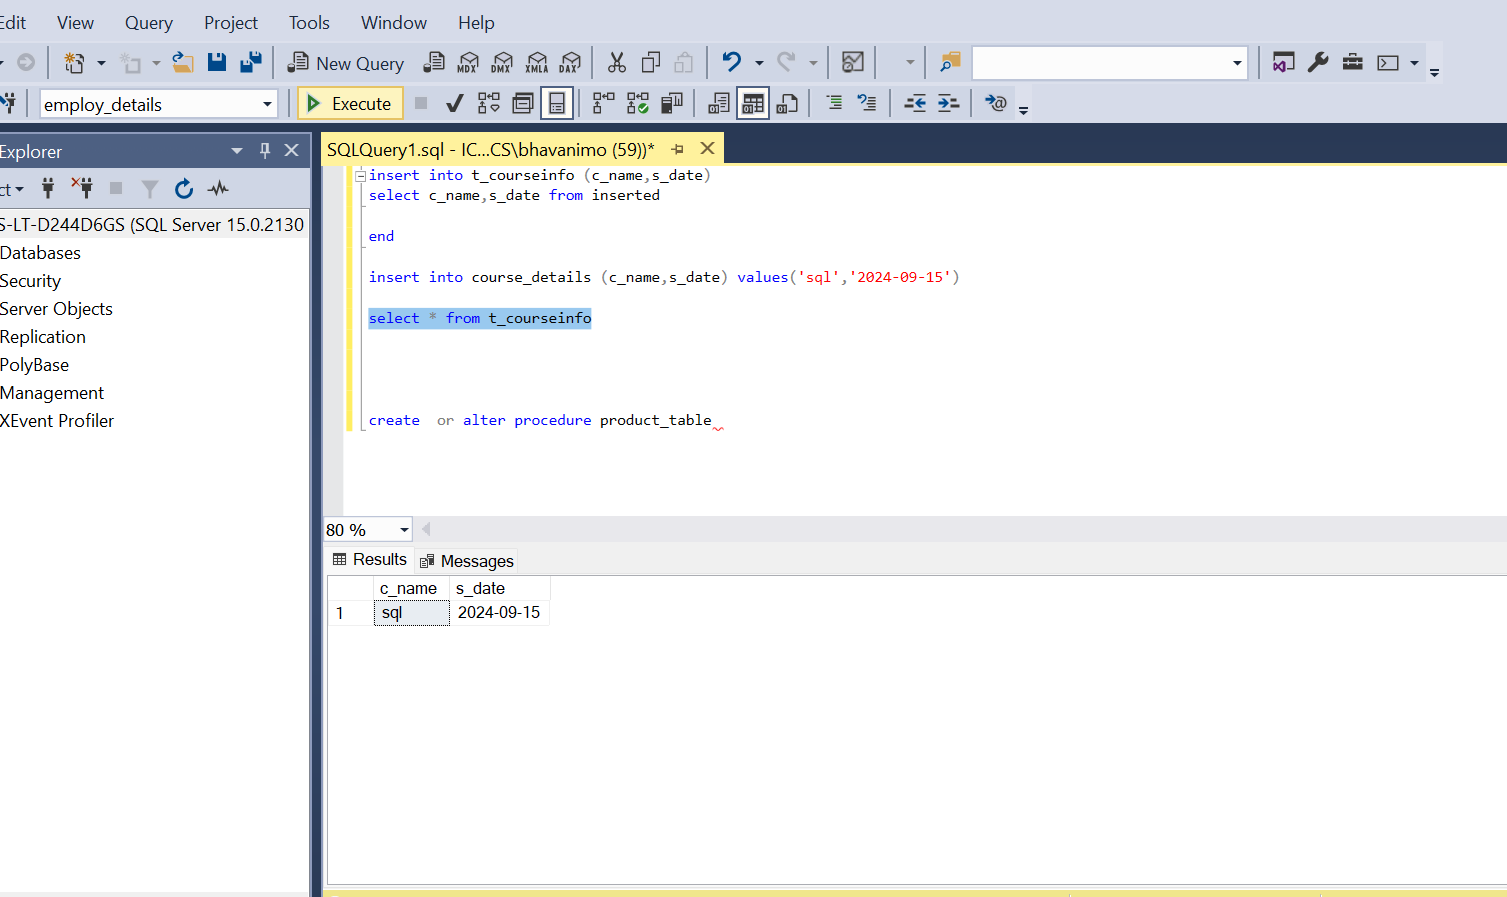 Edit View Query Project Tools Window Help
New Query MDX DMX XMLA DAX
employ_details Execute
Explorer
SQLQuery1.sql - IC...CS\bhavanimo (59))*
ct
S-LT-D244D6GS (SQL Server 15.0.2130
Databases
Security
Server Objects
Replication
PolyBase
Management
XEvent Profiler
insert into t_courseinfo (c_name,s_date)
select c_name,s_date from inserted
end
insert into course_details (c_name,s_date) values('sql','2024-09-15')
select * from t_courseinfo
create  or alter procedure product_table
80 %
Results Messages
c_name s_date
1 sql 2024-09-15